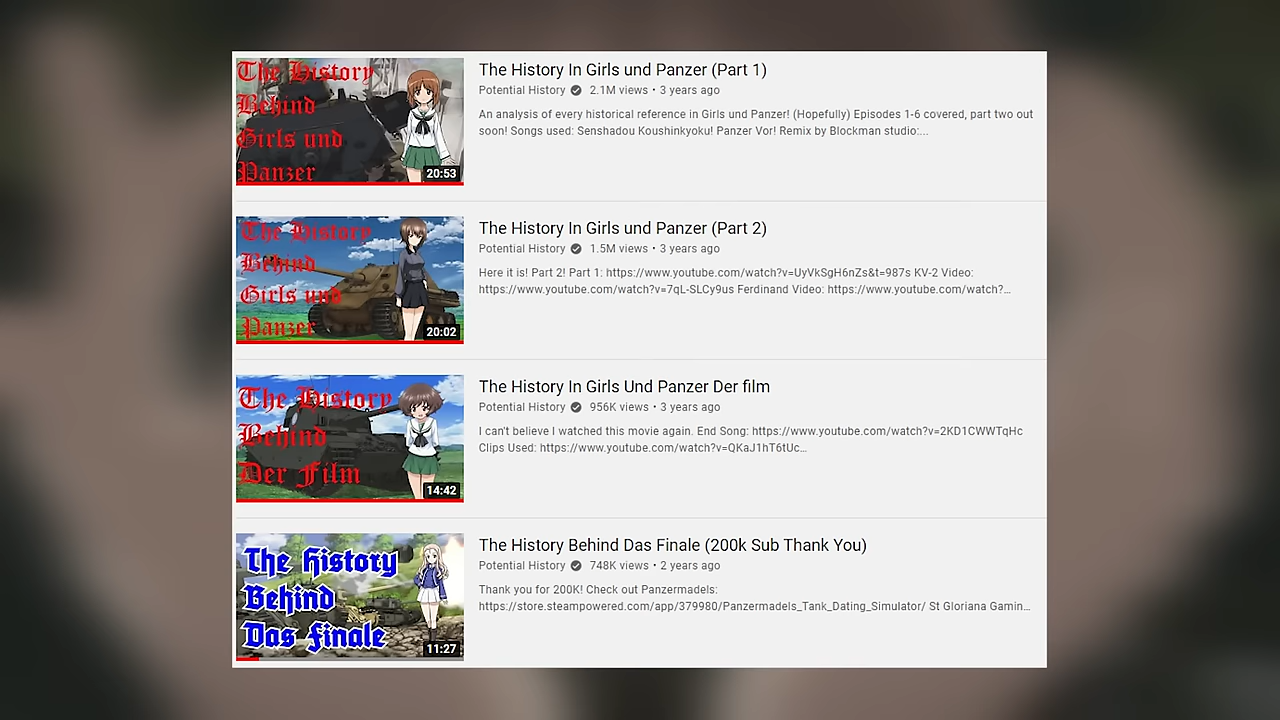 The History
Behind
Girls und
Panzer
20:53
The History In Girls und Panzer (Part 1)
Potential History 2.1M views • 3 years ago
An analysis of every historical reference in Girls und Panzer! (Hopefully) Episodes 1-6 covered, part two out
soon! Songs used: Senshadou Koushinkyoku! Panzer Vor! Remix by Blockman studio:...
The History
Behind
Girls und
Panzer
20:02
The History In Girls und Panzer (Part 2)
Potential History 1.5M views • 3 years ago
Here it is! Part 2! Part 1: https://www.youtube.com/watch?v=UyVkSgH6nZs&t=987s KV-2 Video:
https://www.youtube.com/watch?v=7qL-SLCy9us Ferdinand Video: https://www.youtube.com/watch?...
The History
Behind
Der Film
14:42
The History In Girls Und Panzer Der film
Potential History 956K views • 3 years ago
I can't believe I watched this movie again. End Song: https://www.youtube.com/watch?v=2KD1CWWTqHc
Clips Used: https://www.youtube.com/watch?v=QKaJ1hT6tUc...
The History
Behind
Das Finale
11:27
The History Behind Das Finale (200k Sub Thank You)
Potential History 748K views • 2 years ago
Thank you for 200K! Check out Panzermadels:
https://store.steampowered.com/app/379980/Panzermadels_Tank_Dating_Simulator/ St Gloriana Gamin...